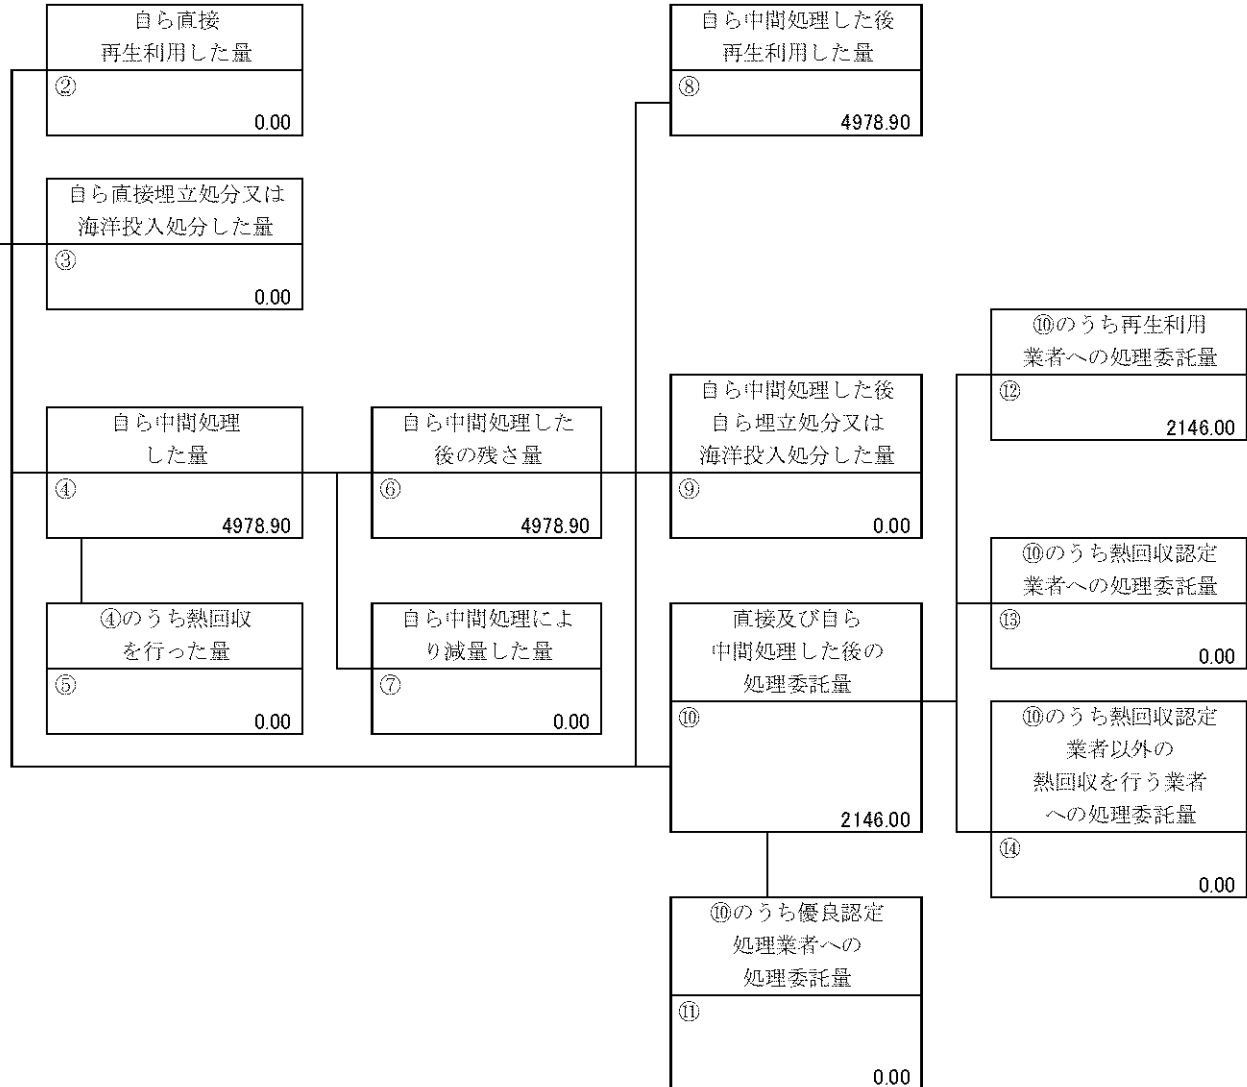 自ら直接
再生利用した量
②
0.00
自ら直接埋立処分又は
海洋投入処分した量
③
0.00
自ら中間処理
した量
④
4978.90
④のうち熱回収
を行った量
⑤
0.00
自ら中間処理した
後の残さ量
⑥
4978.90
自ら中間処理によ
り減量した量
⑦
0.00
自ら中間処理した後
再生利用した量
⑧
4978.90
自ら中間処理した後
自ら埋立処分又は
海洋投入処分した量
⑨
0.00
直接及び自ら
中間処理した後の
処理委託量
⑩
2146.00
⑩のうち優良認定
処理業者への
処理委託量
⑪
0.00
⑩のうち再生利用
業者への処理委託量
⑫
2146.00
⑩のうち熱回収認定
業者への処理委託量
⑬
0.00
⑩のうち熱回収認定
業者以外の
熱回収を行う業者
への処理委託量
⑭
0.00